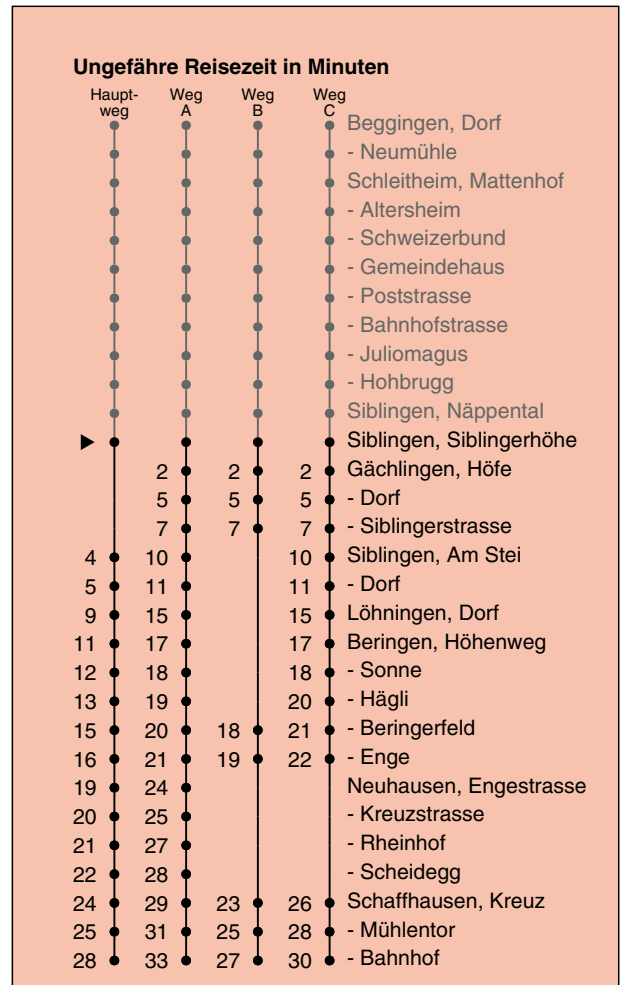 Ungefähre Reisezeit in Minuten
Haupt- Weg Weg Weg
weg A B C
Beggingen, Dorf
- Neumühle
Schleitheim, Mattenhof
- Altersheim
- Schweizerbund
- Gemeindehaus
- Poststrasse
- Bahnhofstrasse
- Juliomagus
- Hohbrugg
Siblingen, Näppental
Siblingen, Siblingerhöhe
2 2 2 Gächlingen, Höfe
5 5 5 - Dorf
7 7 7 - Siblingerstrasse
4 10 10 Siblingen, Am Stei
5 11 11 - Dorf
9 15 15 Löhningen, Dorf
11 17 17 Beringen, Höhenweg
12 18 18 - Sonne
13 19 20 - Hägli
15 20 18 21 - Beringerfeld
16 21 19 22 - Enge
19 24 Neuhausen, Engestrasse
20 25 - Kreuzstrasse
21 27 - Rheinhof
22 28 - Scheidegg
24 29 23 26 Schaffhausen, Kreuz
25 31 25 28 - Mühlentor
28 33 27 30 - Bahnhof